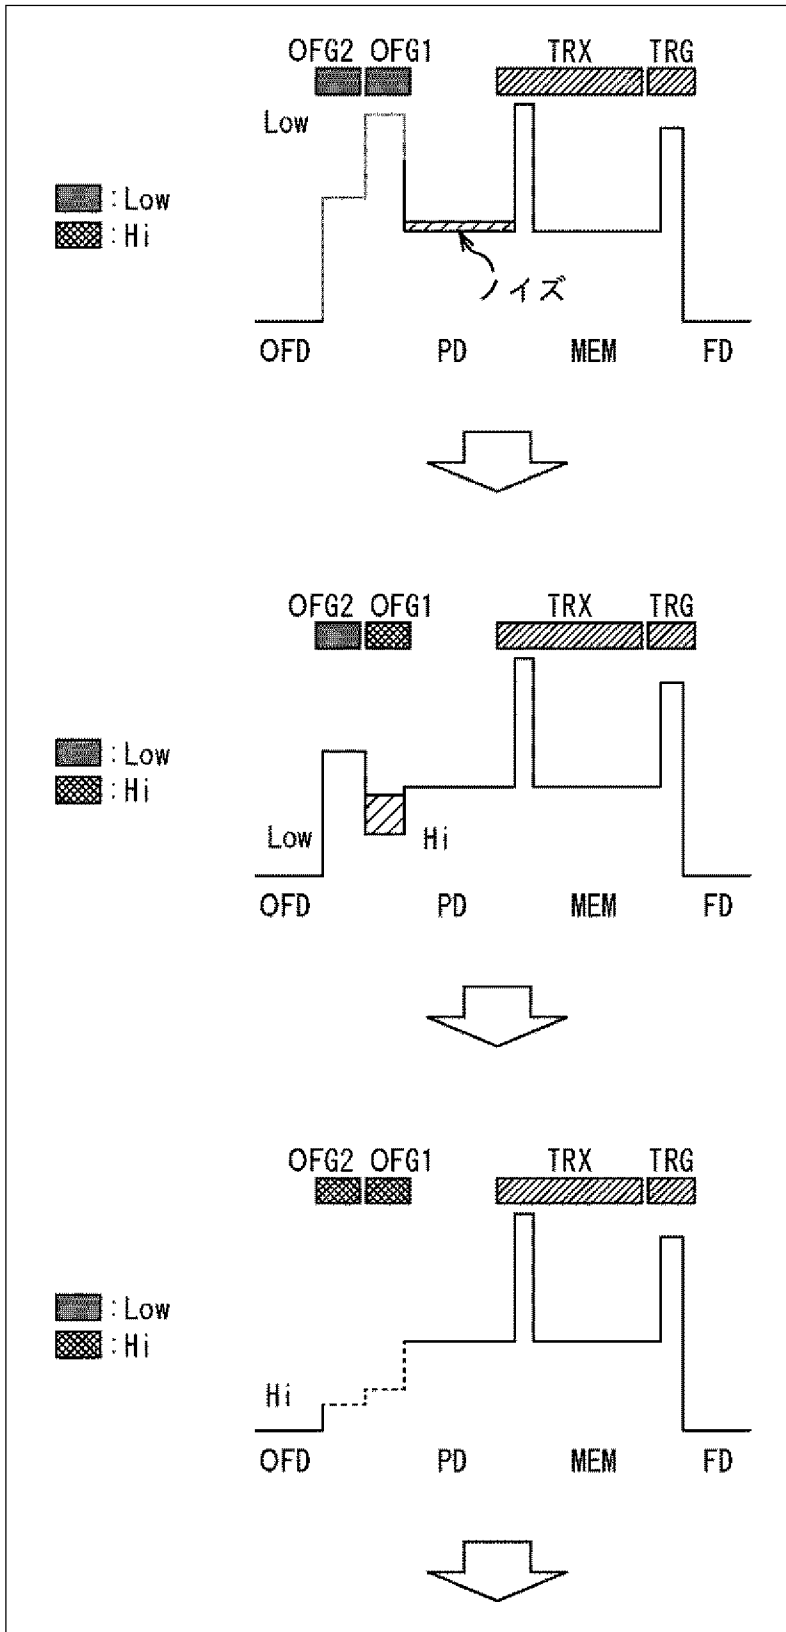 OFG2 OFG1 TRX TRG
Low
:Low
:Hi
ノイズ
OFD PD MEM FD
OFG2 OFG1 TRX TRG
:Low
:Hi
Low Hi
OFD PD MEM FD
OFG2 OFG1 TRX TRG
:Low
:Hi
Hi
OFD PD MEM FD